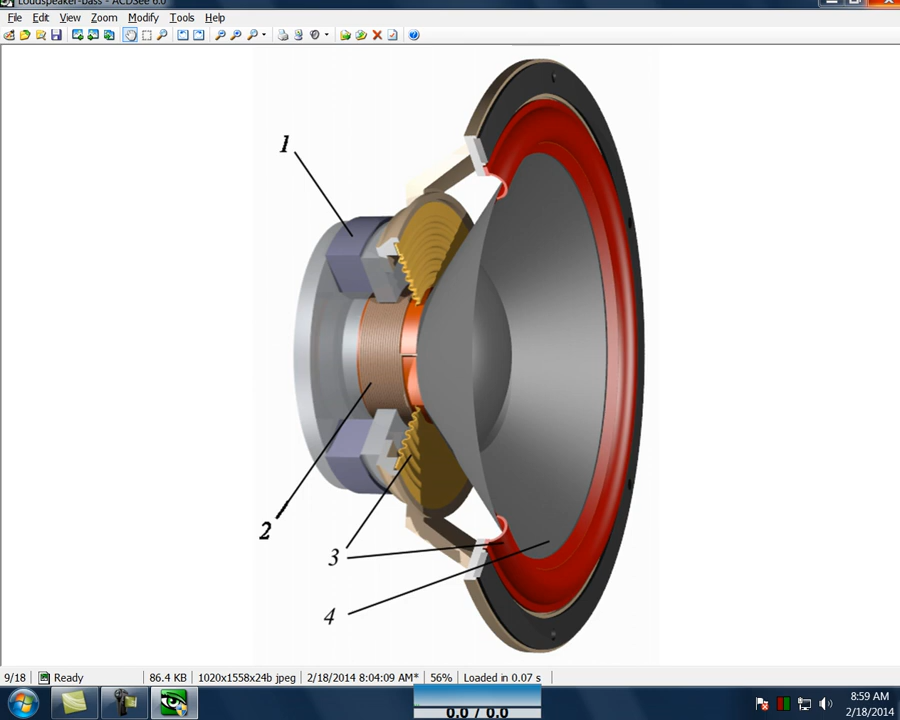 Loudspeaker-bass - ACDSee 6.0
File Edit View Zoom Modify Tools Help
1
2
3
4
9/18 Ready 86.4 KB 1020x1558x24b jpeg 2/18/2014 8:04:09 AM* 56% Loaded in 0.07 s
0.0 / 0.0
8:59 AM
2/18/2014